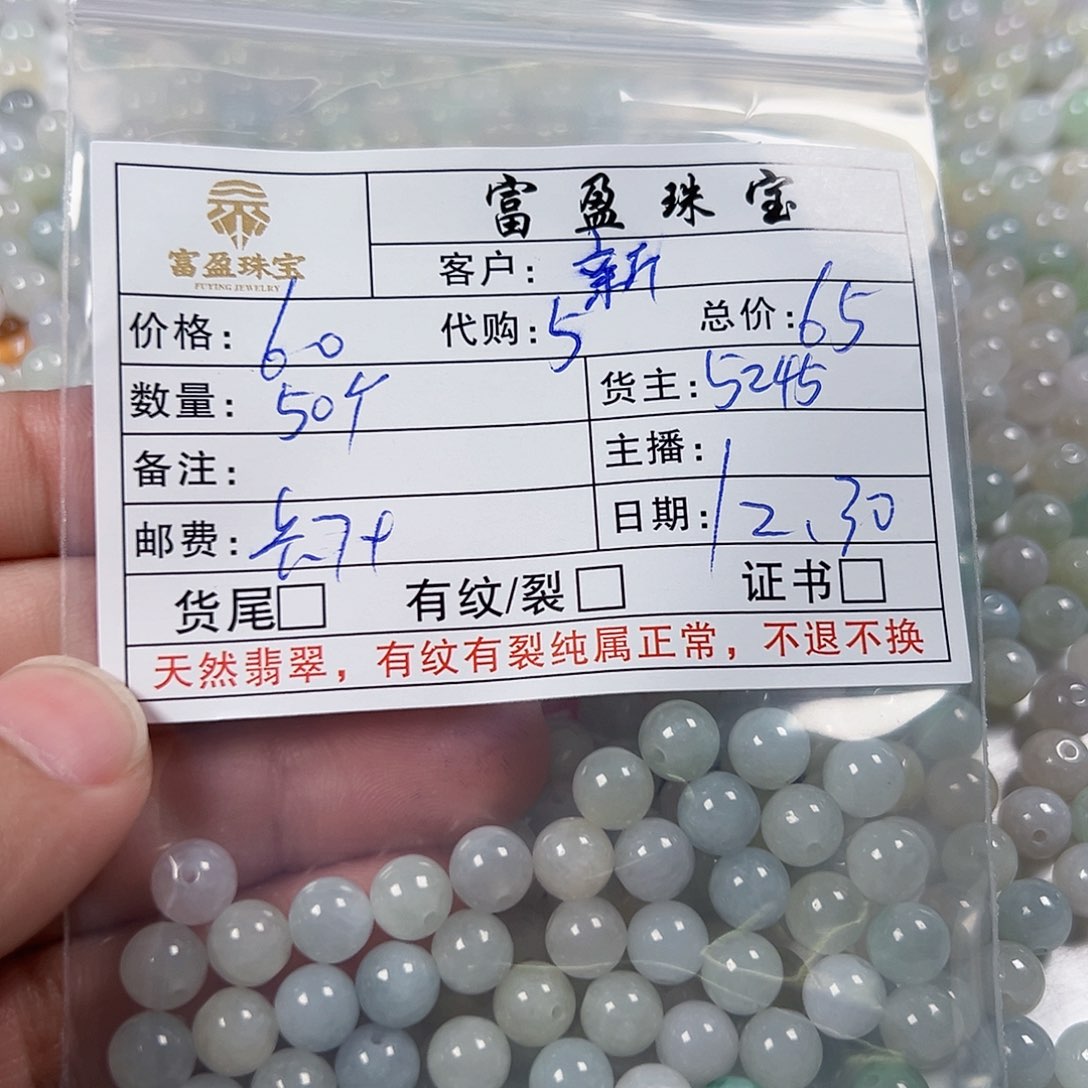 富盈珠宝
FUYING JEWELRY
富盈珠宝
客户：新
价格：60 代购：5 总价：65
数量：50个
货主：5245
备注：
主播：
邮费：
日期：12.30
货尾□ 有纹/裂□ 证书□
天然翡翠，有纹有裂纯属正常，不退不换